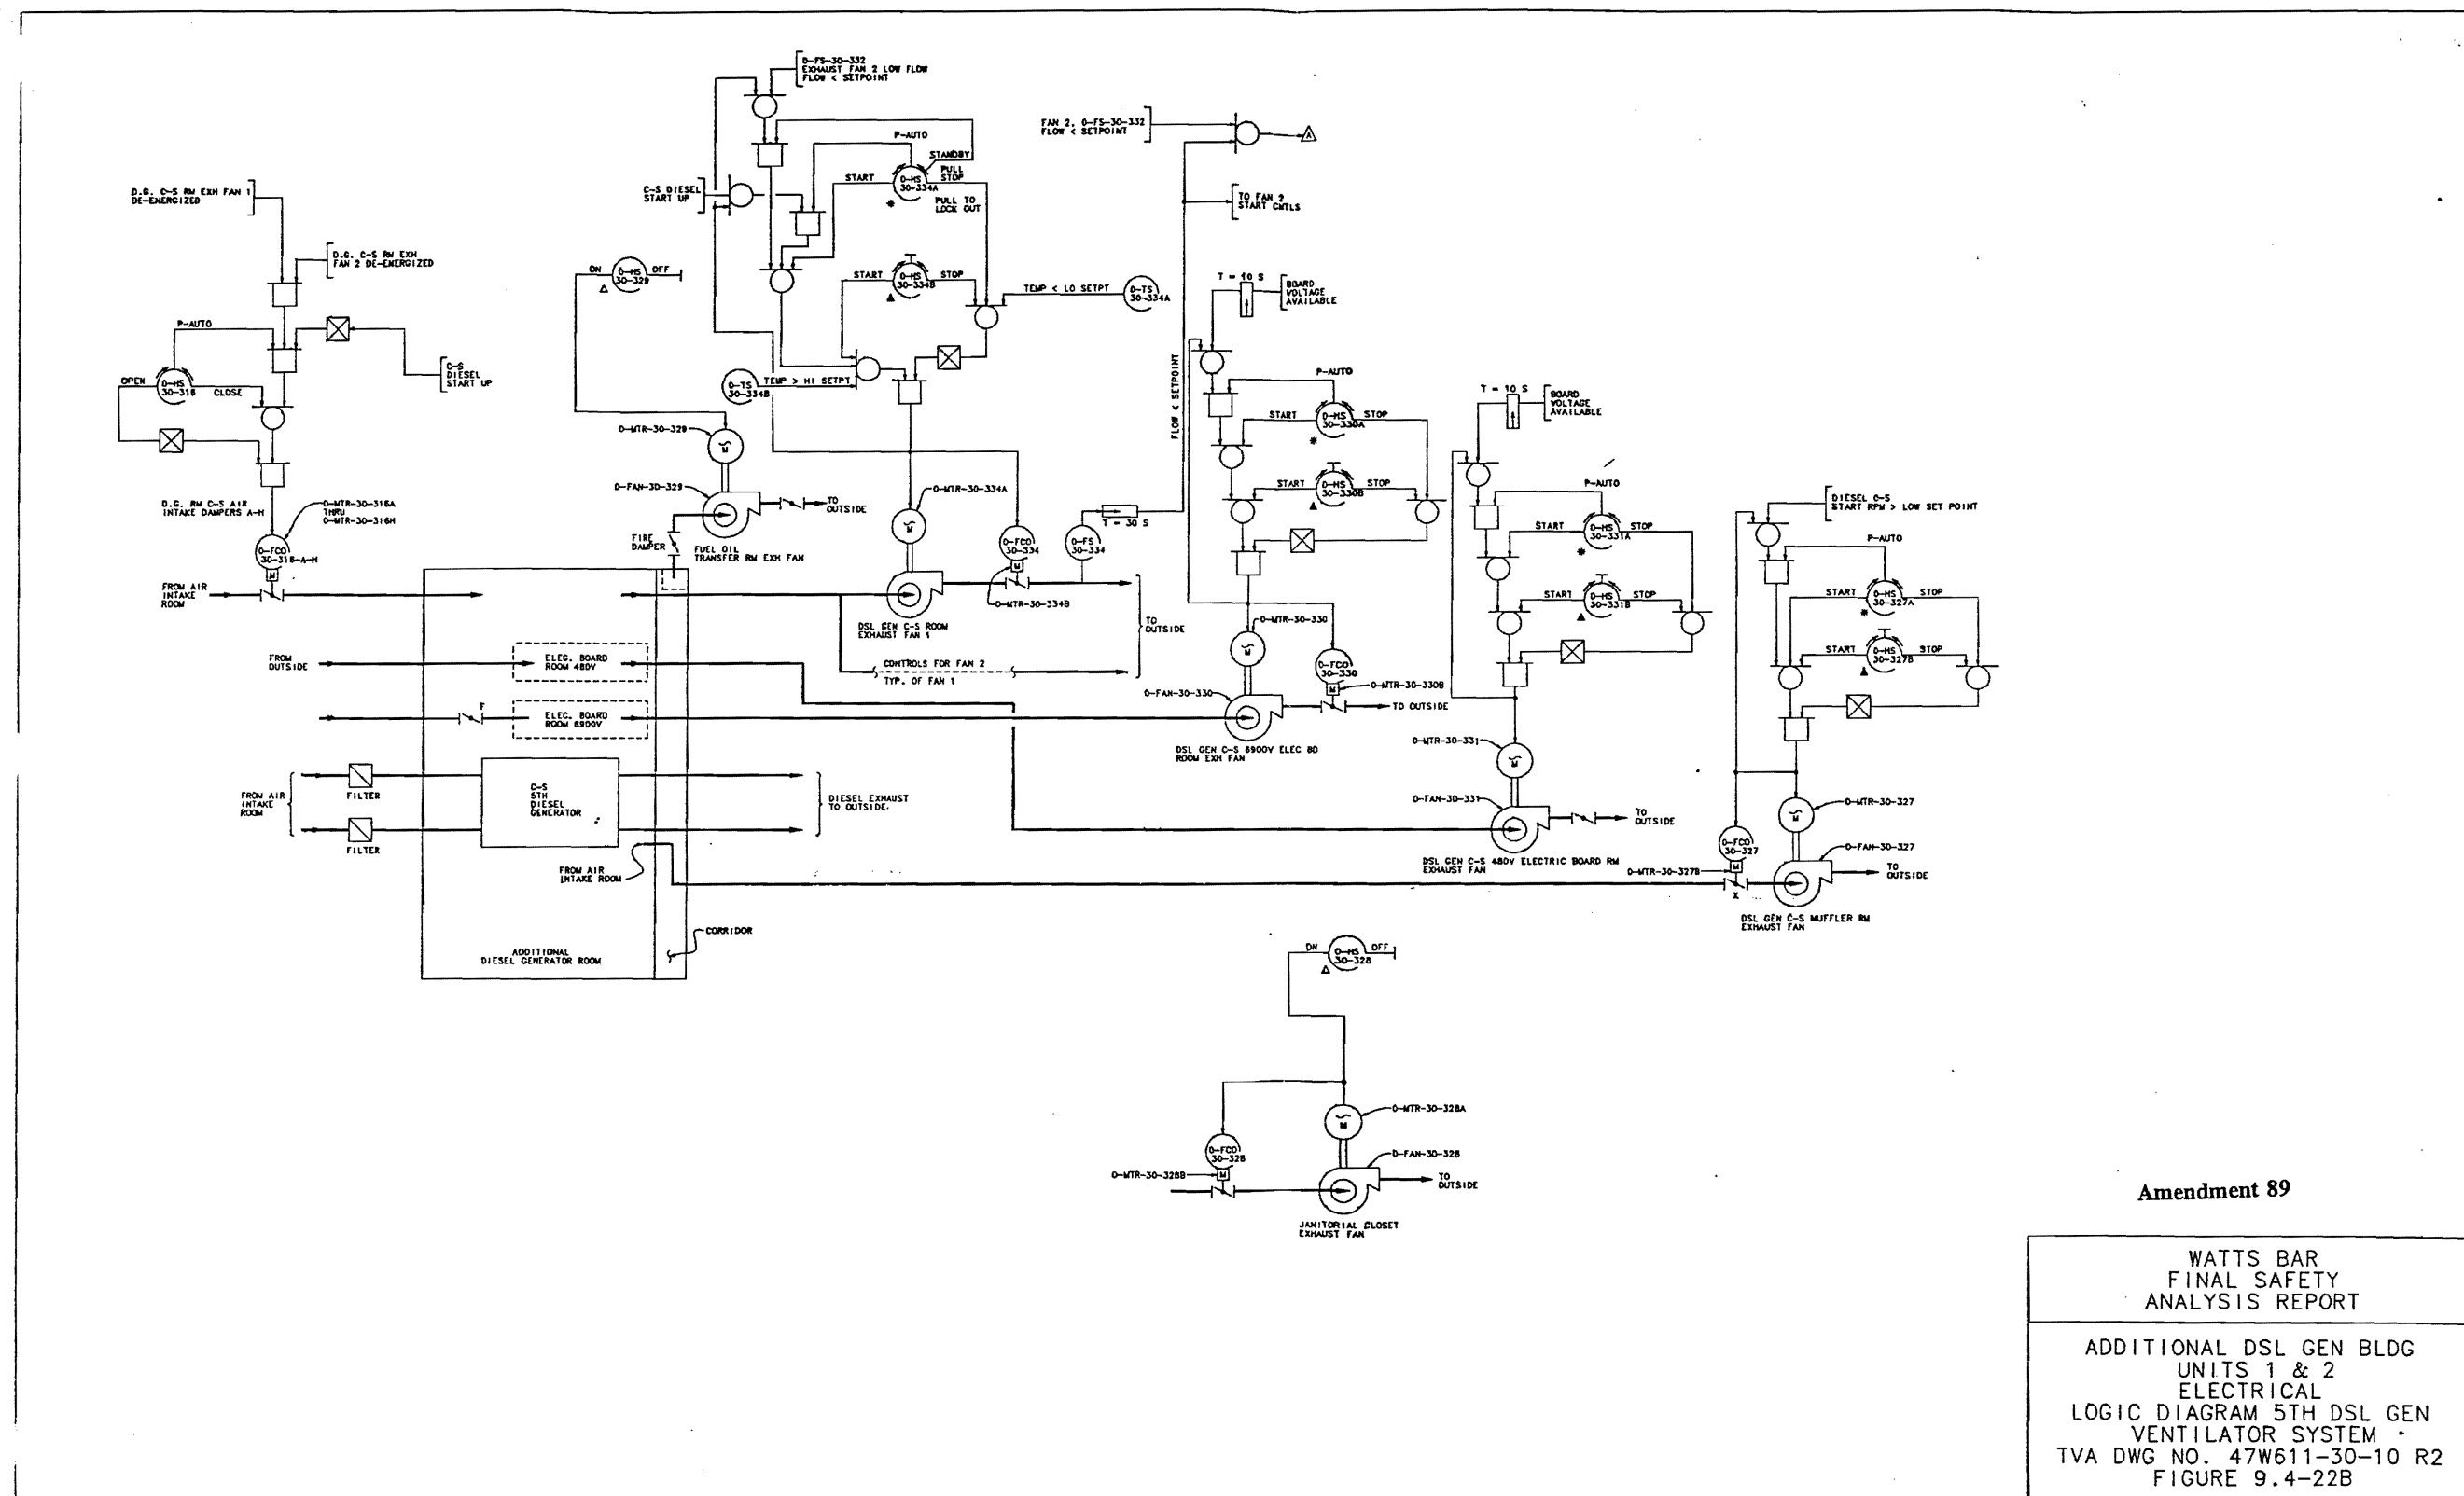 0-FS-30-332
EXHAUST FAN 2 LOW FLOW
FLOW < SETPOINT
FAN 2, 0-FS-30-332
FLOW < SETPOINT
A
P-AUTO
STANDBY
PULL
STOP
START
0-HS
30-334A
*
PULL TO
LOCK OUT
C-S DIESEL
START UP
D.G. C-S RM EXH FAN 1
DE-ENERGIZED
D.G. C-S RM EXH
FAN 2 DE-ENERGIZED
TO FAN 2
START CNTLS
ON
0-HS
30-329
OFF
START
0-HS
30-334B
STOP
TEMP < LO SETPT
0-TS
30-334A
T = 10 S
BOARD
VOLTAGE
AVAILABLE
P-AUTO
OPEN
0-HS
30-316
CLOSE
C-S
DIESEL
START UP
0-TS
30-334B
TEMP > HI SETPT
FLOW < SETPOINT
P-AUTO
START
0-HS
30-330A
STOP
*
START
0-HS
30-330B
STOP
T = 10 S
BOARD
VOLTAGE
AVAILABLE
P-AUTO
START
0-HS
30-331A
STOP
*
START
0-HS
30-331B
STOP
DIESEL C-S
START RPM > LOW SET POINT
P-AUTO
START
0-HS
30-327A
STOP
*
START
0-HS
30-327B
STOP
0-MTR-30-329
M
0-FAN-30-329
TO
OUTSIDE
FIRE
DAMPER
FUEL OIL
TRANSFER RM EXH FAN
D.G. RM C-S AIR
INTAKE DAMPERS A-H
0-MTR-30-316A
THRU
0-MTR-30-316H
0-FCO
30-316-A-H
M
FROM AIR
INTAKE
ROOM
0-MTR-30-334A
M
0-FCO
30-334
M
0-FS
30-334
T = 30 S
0-MTR-30-334B
DSL GEN C-S ROOM
EXHAUST FAN 1
TO
OUTSIDE
CONTROLS FOR FAN 2
TYP. OF FAN 1
FROM
OUTSIDE
ELEC. BOARD
ROOM 480V
F
ELEC. BOARD
ROOM 6900V
0-MTR-30-330
M
0-FCO
30-330
M
0-MTR-30-330B
0-FAN-30-330
TO OUTSIDE
DSL GEN C-S 6900V ELEC BD
ROOM EXH FAN
0-MTR-30-331
M
0-FAN-30-331
TO
OUTSIDE
DSL GEN C-S 480V ELECTRIC BOARD RM
EXHAUST FAN
0-MTR-30-327
M
0-FCO
30-327
M
0-MTR-30-327B
X
0-FAN-30-327
TO
OUTSIDE
DSL GEN C-S MUFFLER RM
EXHAUST FAN
FROM AIR
INTAKE
ROOM
FILTER
FILTER
C-S
5TH
DIESEL
GENERATOR
DIESEL EXHAUST
TO OUTSIDE
FROM AIR
INTAKE ROOM
CORRIDOR
ADDITIONAL
DIESEL GENERATOR ROOM
ON
0-HS
30-328
OFF
0-MTR-30-328A
M
0-FCO
30-328
M
0-MTR-30-328B
0-FAN-30-328
TO
OUTSIDE
JANITORIAL CLOSET
EXHAUST FAN
Amendment 89
WATTS BAR
FINAL SAFETY
ANALYSIS REPORT
ADDITIONAL DSL GEN BLDG
UNITS 1 & 2
ELECTRICAL
LOGIC DIAGRAM 5TH DSL GEN
VENTILATOR SYSTEM
TVA DWG NO. 47W611-30-10 R2
FIGURE 9.4-22B